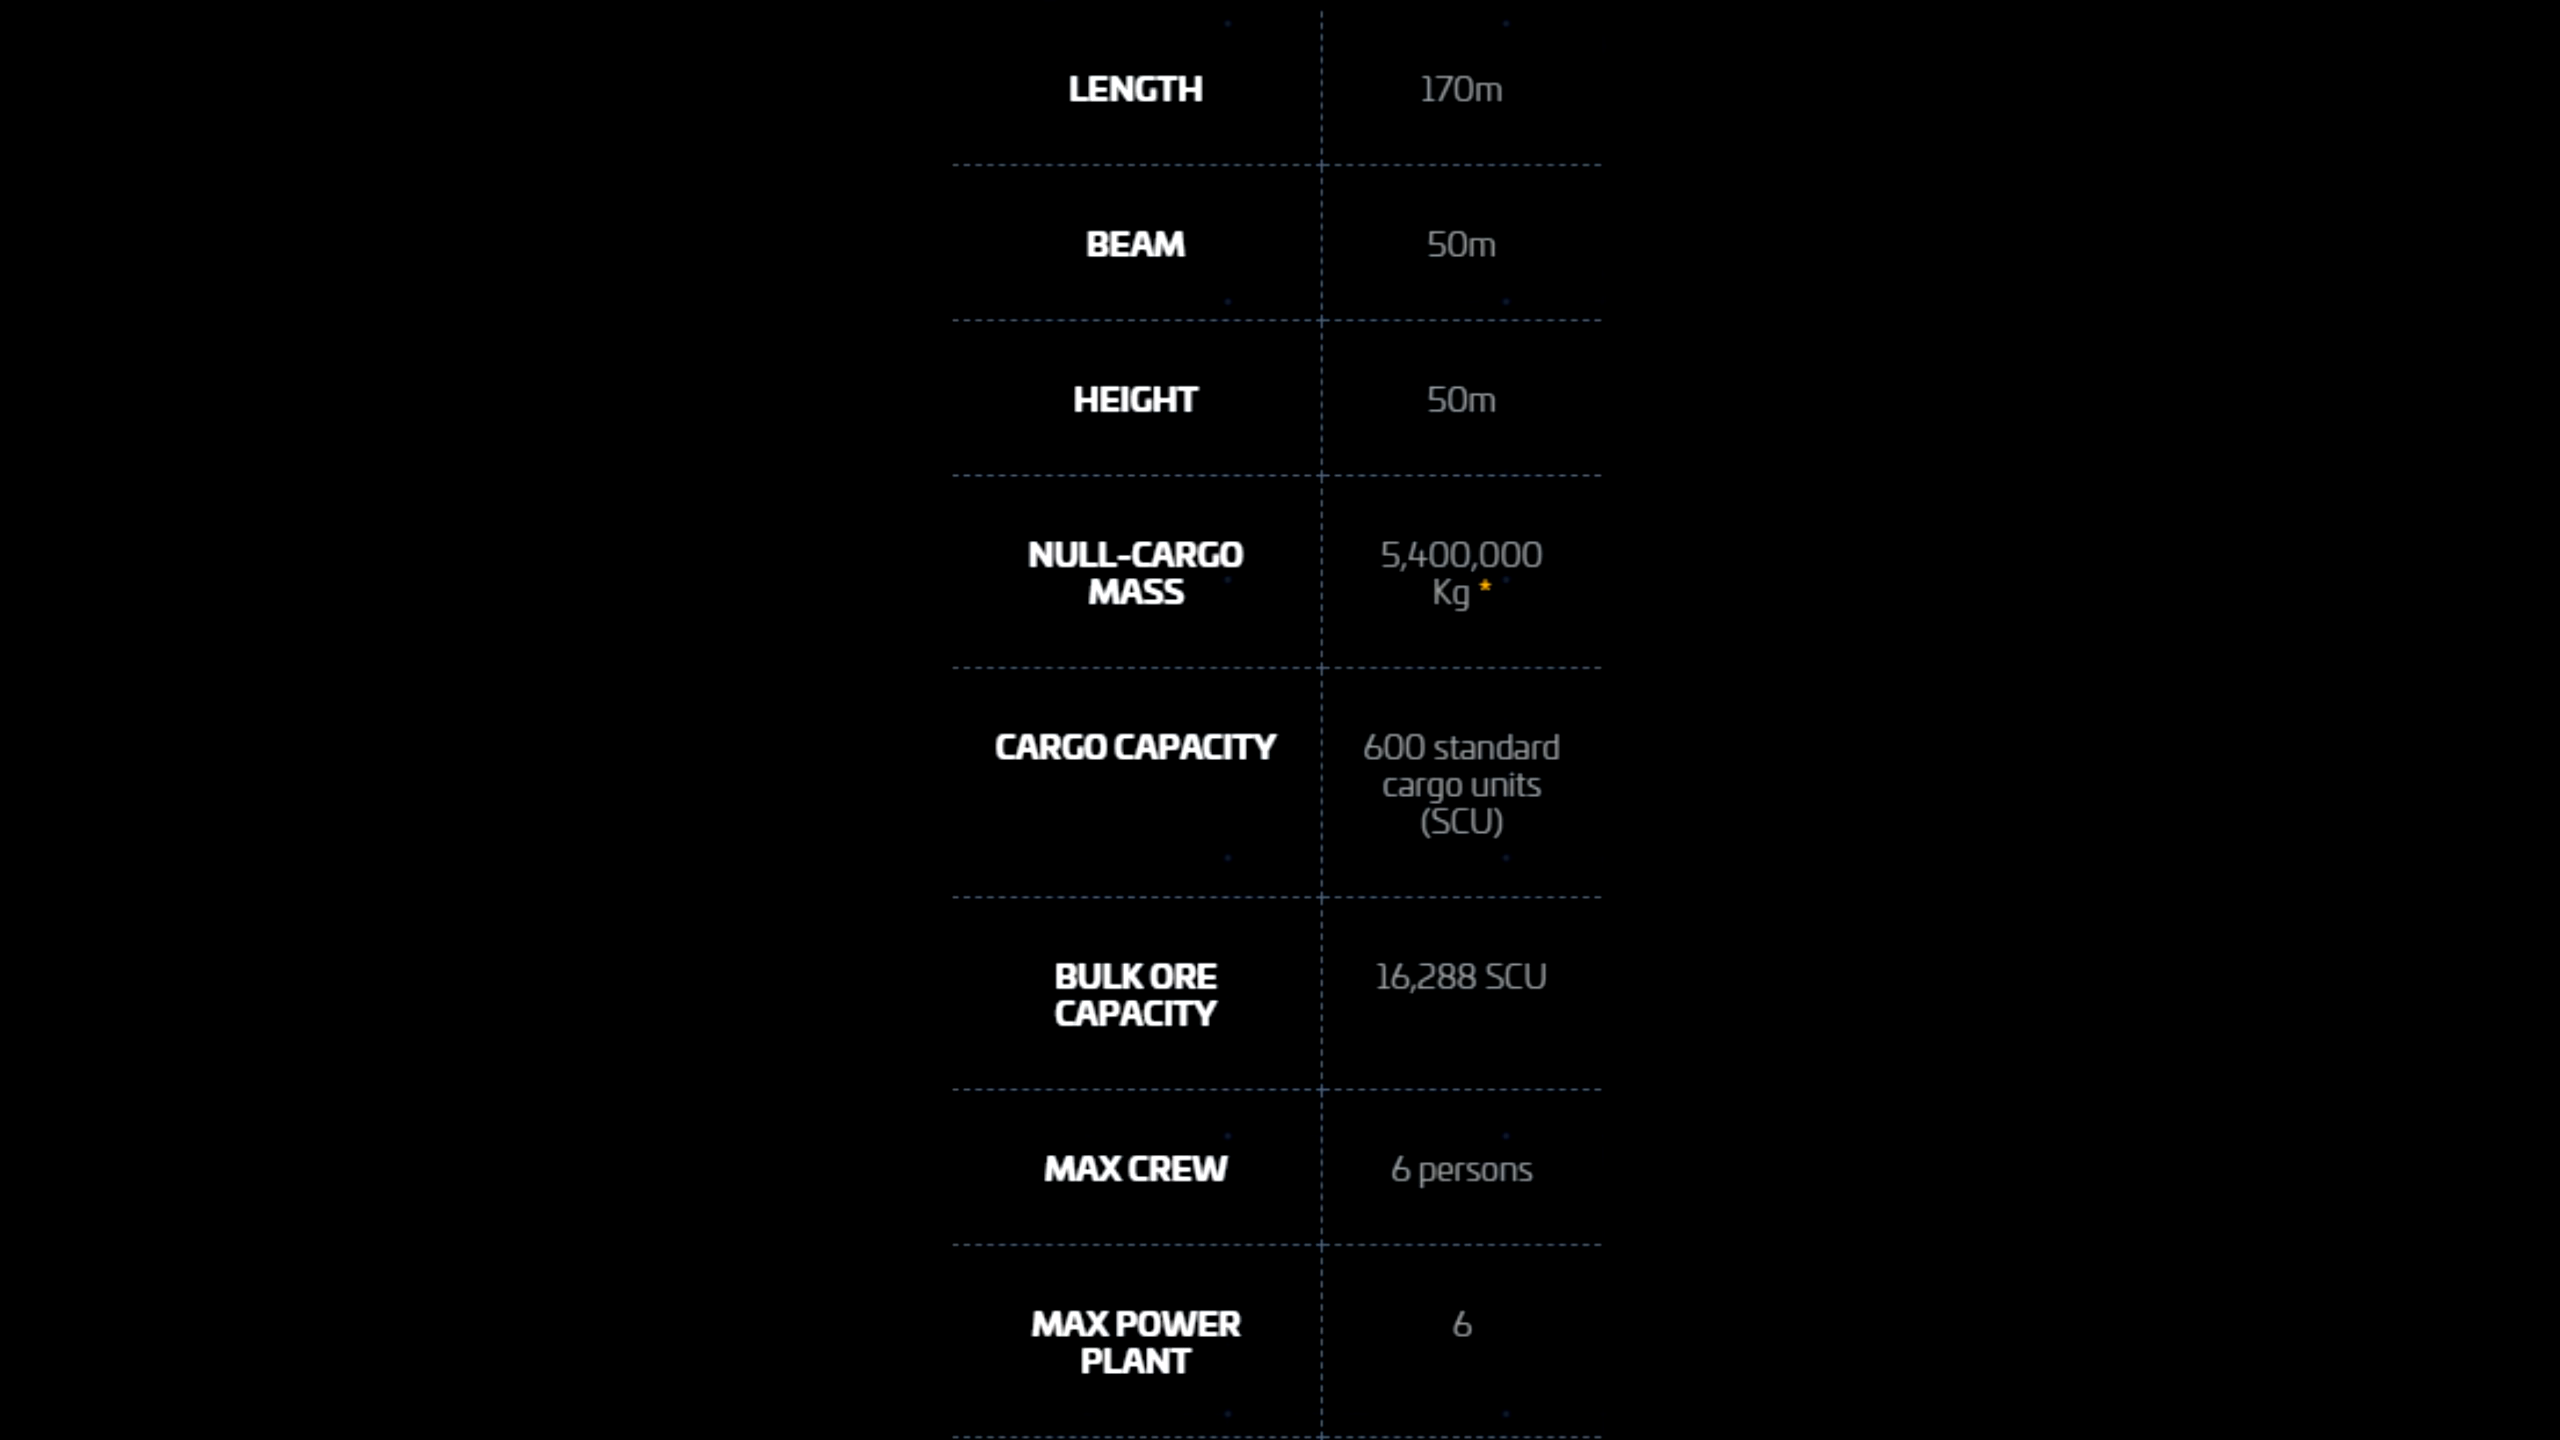 LENGTH 170m
BEAM 50m
HEIGHT 50m
NULL-CARGO 5,400,000
MASS Kg *
CARGO CAPACITY 600 standard
cargo units
(SCU)
BULK ORE 16,288 SCU
CAPACITY
MAX CREW 6 persons
MAX POWER 6
PLANT